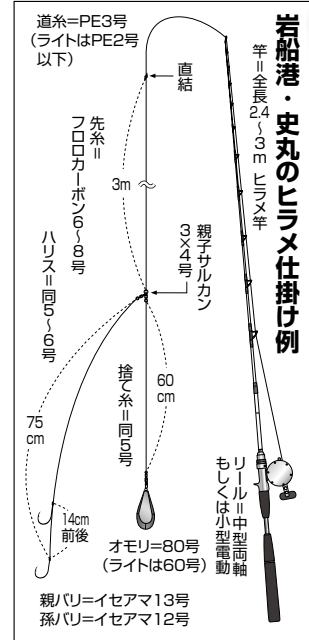 岩船港・史丸のヒラメ仕掛け例
竿=全長2.4〜3m ヒラメ竿
道糸=PE3号
(ライトはPE2号
以下)
直結
先糸=
フロロカーボン6〜8号
3m
親子サルカン
3×4号
ハリス=同5〜6号
捨て糸=同5号
60
cm
75
cm
14cm
前後
リール=中型両軸
もしくは小型電動
オモリ=80号
(ライトは60号)
親バリ=イセアマ13号
孫バリ=イセアマ12号